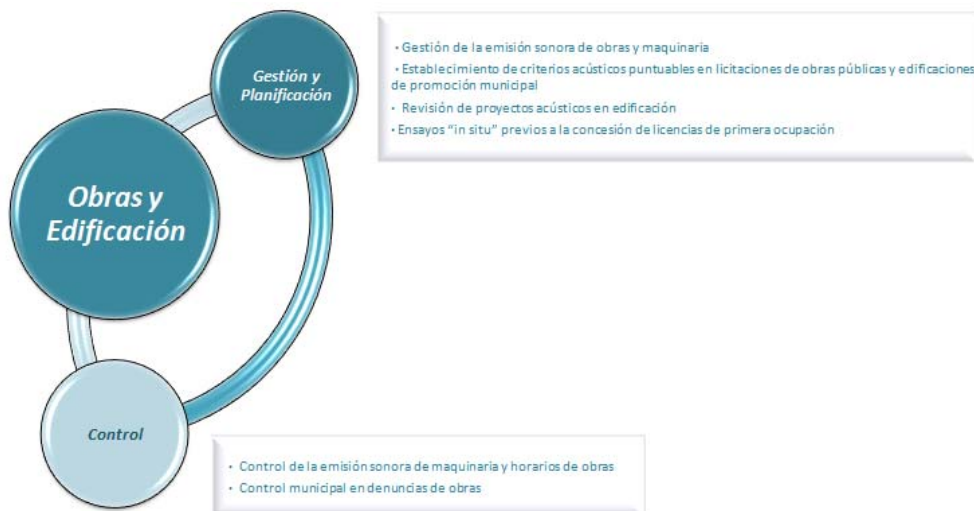 Gestión y
Planificación
· Gestión de la emisión sonora de obras y maquinaria
· Establecimiento de criterios acústicos puntuables en licitaciones de obras públicas y edificaciones
de promoción municipal
· Revisión de proyectos acústicos en edificación
· Ensayos “in situ” previos a la concesión de licencias de primera ocupación
Obras y
Edificación
Control
· Control de la emisión sonora de maquinaria y horarios de obras
· Control municipal en denuncias de obras